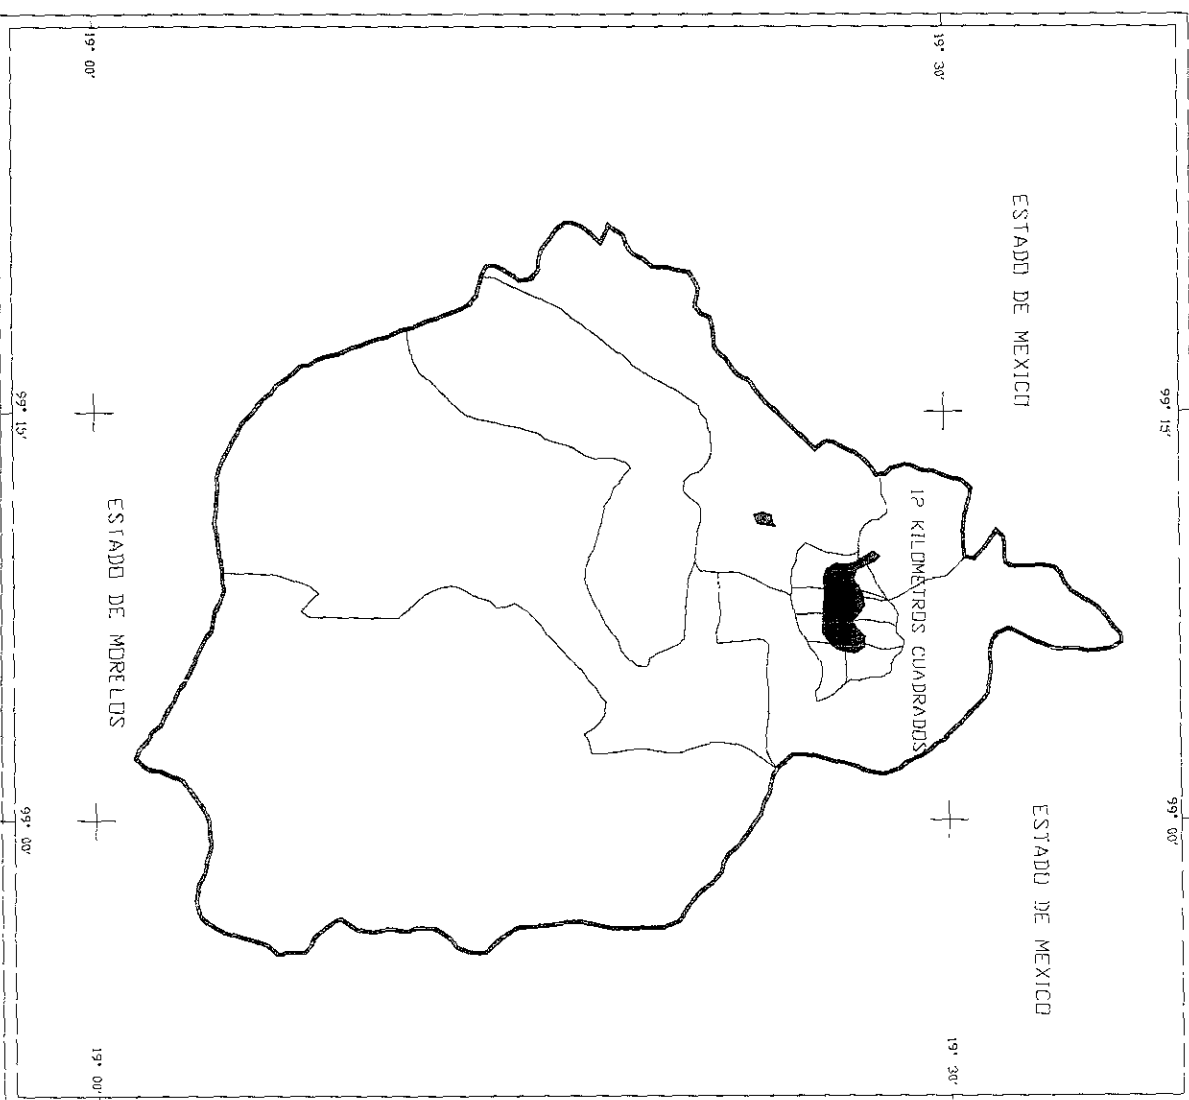 99° 15'
99° 00'
ESTADO DE MEXICO
ESTADO DE MEXICO
19° 30'
19° 30'
KILOMETROS CUADRADOS
ESTADO DE MORELOS
19° 00'
19° 00'
99° 15'
99° 00'